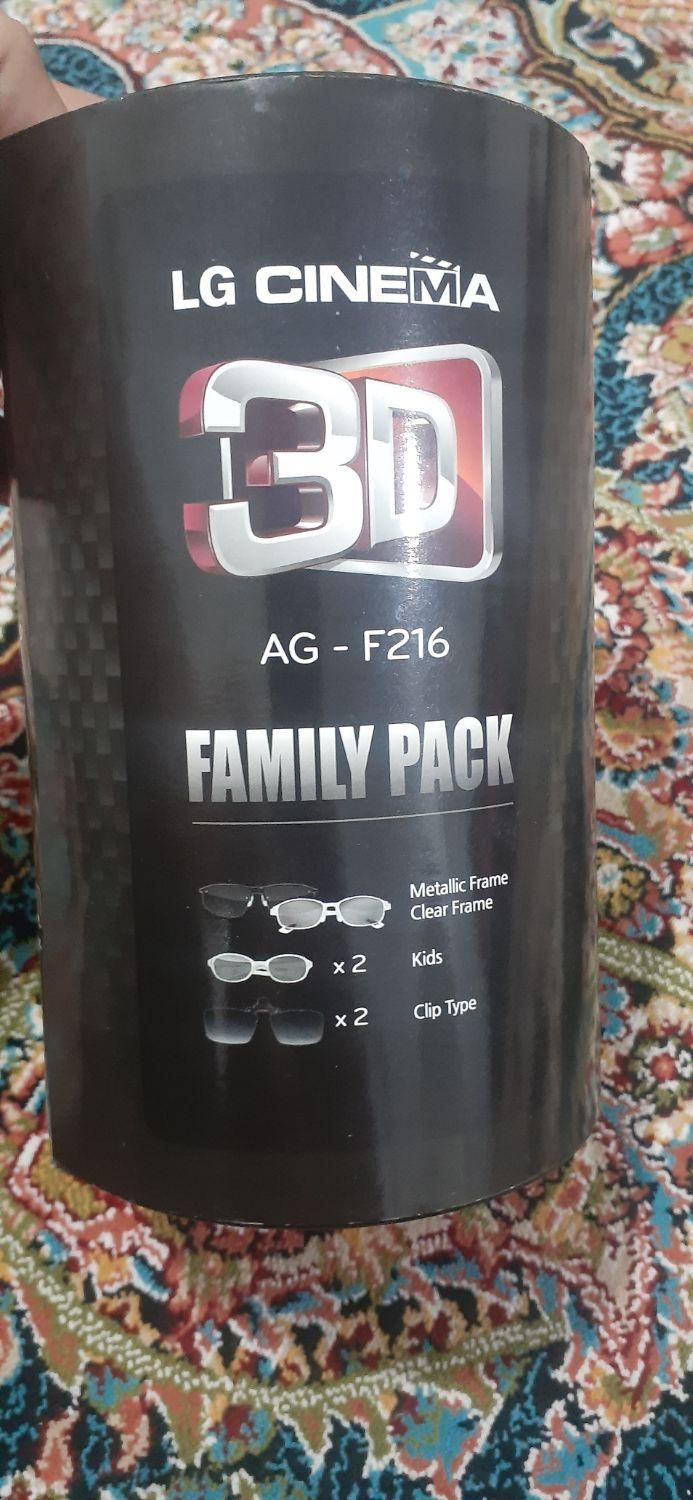 LG CINEMA
3D
AG - F216
FAMILY PACK
Metallic Frame
Clear Frame
x 2 Kids
x 2 Clip Type